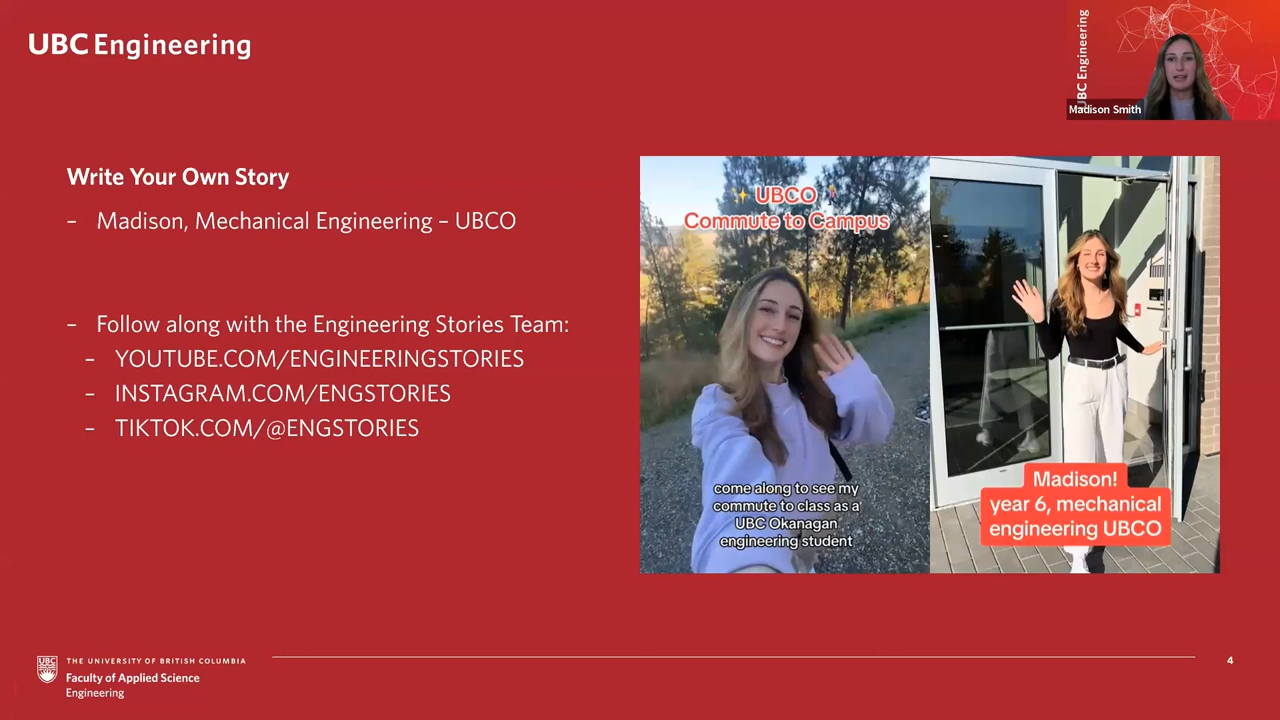 UBC Engineering
UBC Engineering
Madison Smith
Write Your Own Story
– Madison, Mechanical Engineering – UBCO
– Follow along with the Engineering Stories Team:
– YOUTUBE.COM/ENGINEERINGSTORIES
– INSTAGRAM.COM/ENGSTORIES
– TIKTOK.COM/@ENGSTORIES
✨ UBCO 🚶‍♀️
Commute to Campus
come along to see my
commute to class as a
UBC Okanagan
engineering student
Madison!
year 6, mechanical
engineering UBCO
UBC
THE UNIVERSITY OF BRITISH COLUMBIA
Faculty of Applied Science
Engineering
4